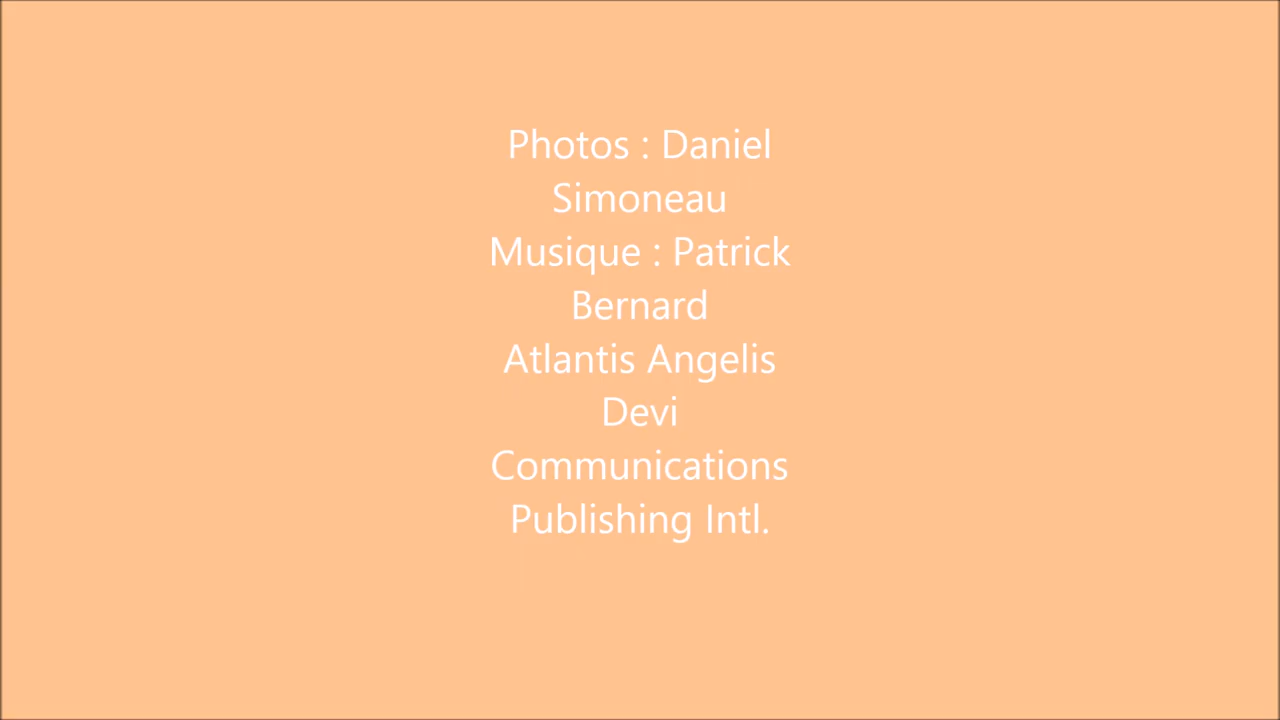 Photos : Daniel
Simoneau
Musique : Patrick
Bernard
Atlantis Angelis
Devi
Communications
Publishing Intl.